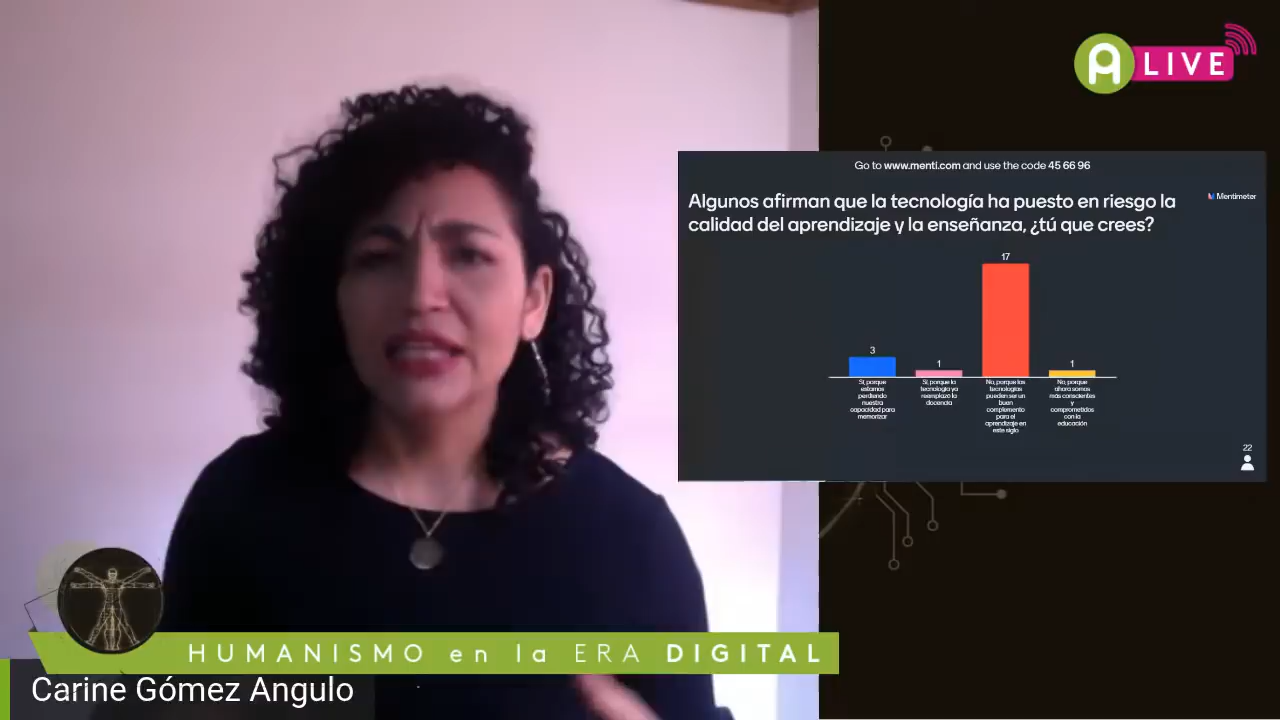 A LIVE
Go to www.menti.com and use the code 45 66 96
Algunos afirman que la tecnología ha puesto en riesgo la
calidad del aprendizaje y la enseñanza, ¿tú que crees?
Mentimeter
17
3
1
1
Sí, porque
estamos
perdiendo
nuestra
capacidad para
memorizar
Sí, porque la
tecnología ya
reemplazó la
docencia
No, porque las
tecnologías
pueden ser un
buen
complemento
para el
aprendizaje en
este siglo
No, porque
ahora somos
más conscientes
y
comprometidos
con la
educación
22
HUMANISMO en la ERA DIGITAL
Carine Gómez Angulo